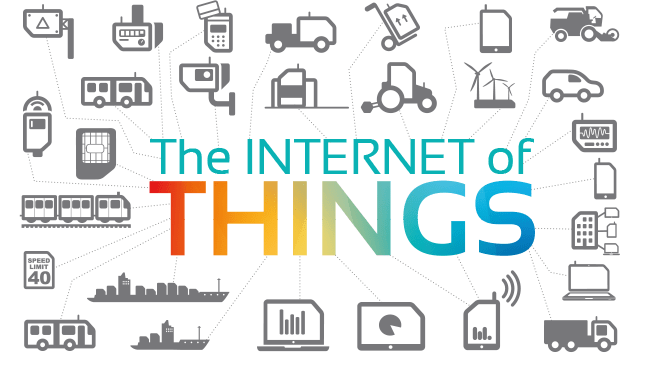 The INTERNET of
THINGS
SPEED
LIMIT
40